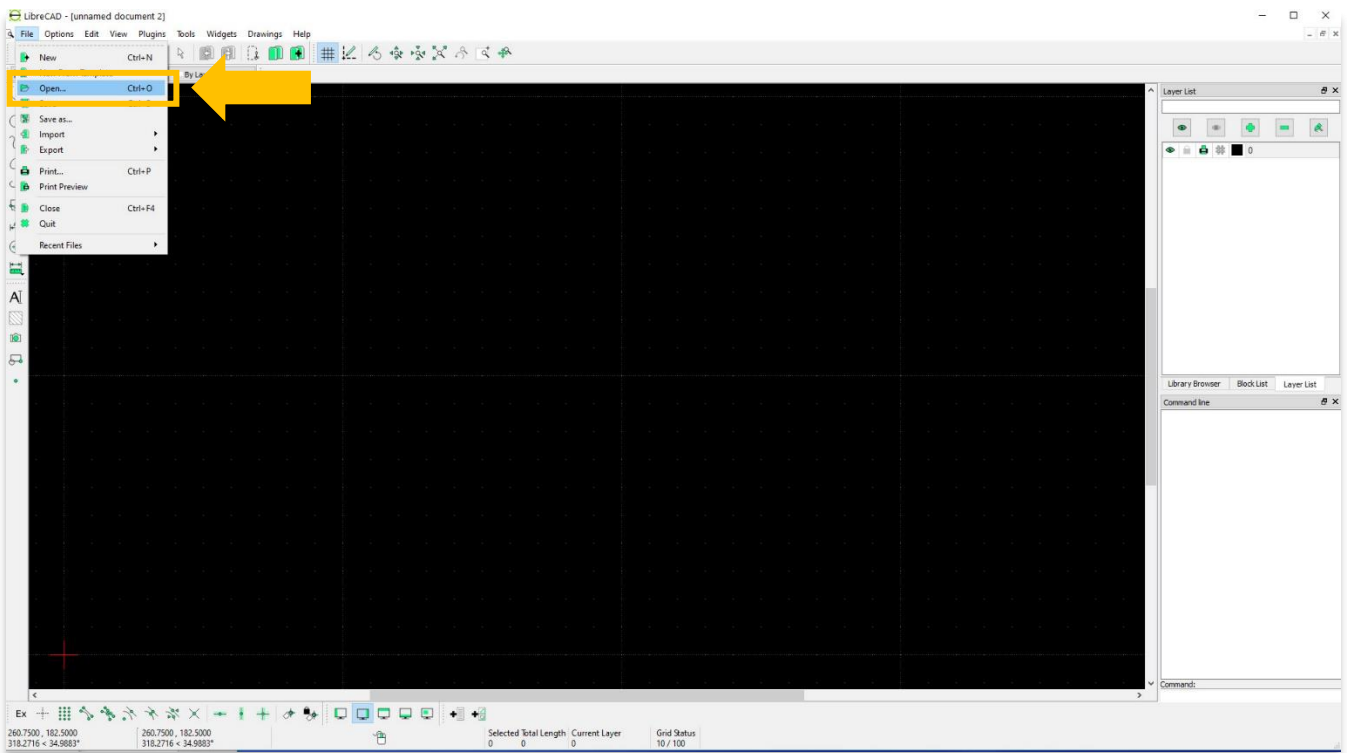 LibreCAD - [unnamed document 2]
File Options Edit View Plugins Tools Widgets Drawings Help
New Ctrl+N
By La
Open... Ctrl+O
Save as...
Import
Export
Print... Ctrl+P
Print Preview
Close Ctrl+F4
Quit
Recent Files
Layer List
0
Library Browser Block List Layer List
Command line
Command:
Ex
260.7500 , 182.5000 260.7500 , 182.5000 Selected Total Length Current Layer Grid Status
318.2716 < 34.9883° 318.2716 < 34.9883° 0 0 0 10 / 100